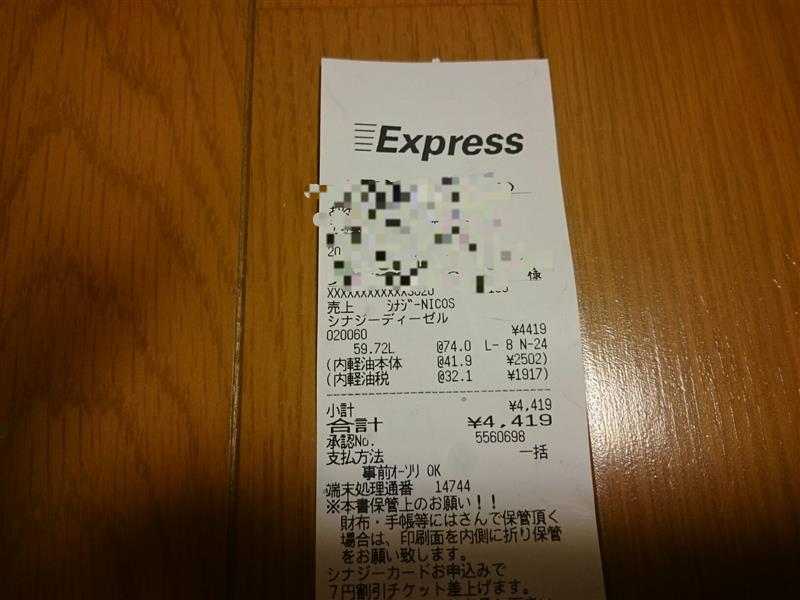 Express
様
売上 シナジｰ-NICOS
シナジーディーゼル
020060 ¥4419
59.72L @74.0 L- 8 N-24
(内軽油本体 @41.9 ¥2502)
(内軽油税 @32.1 ¥1917)
小計 ¥4,419
合計 ¥4,419
承認No. 5560698
支払方法 一括
事前オｰソリ OK
端末処理通番 14744
※本書保管上のお願い！！
財布・手帳等にはさんで保管頂く
場合は、印刷面を内側に折り保管
をお願い致します。
シナジーカードお申込みで
7円割引チケット差上げます。